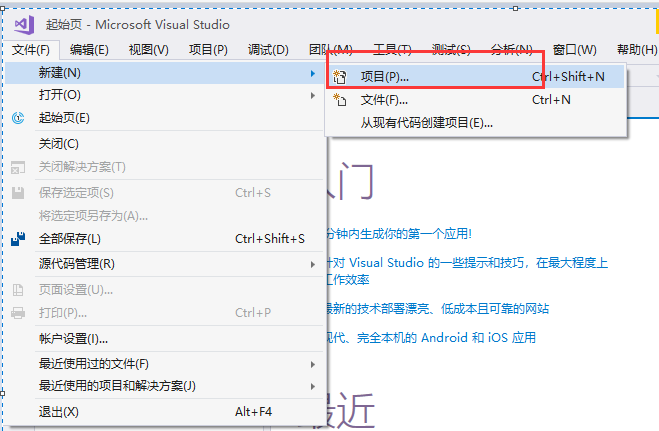 起始页 - Microsoft Visual Studio
文件(F) 编辑(E) 视图(V) 项目(P) 调试(D) 团队(M) 工具(T) 测试(S) 分析(N) 窗口(W) 帮助(H)
新建(N)
项目(P)... Ctrl+Shift+N
打开(O)
文件(F)... Ctrl+N
起始页(E)
从现有代码创建项目(E)...
关闭(C)
关闭解决方案(T)
入门
保存选定项(S) Ctrl+S
将选定项另存为(A)...
分钟内生成你的第一个应用!
全部保存(L) Ctrl+Shift+S
源代码管理(R)
针对 Visual Studio 的一些提示和技巧，在最大程度上
工作效率
页面设置(U)...
打印(P)... Ctrl+P
最新的技术部署漂亮、低成本且可靠的网站
帐户设置(I)...
现代、完全本机的 Android 和 iOS 应用
最近使用过的文件(F)
最近使用的项目和解决方案(J)
退出(X) Alt+F4
最近